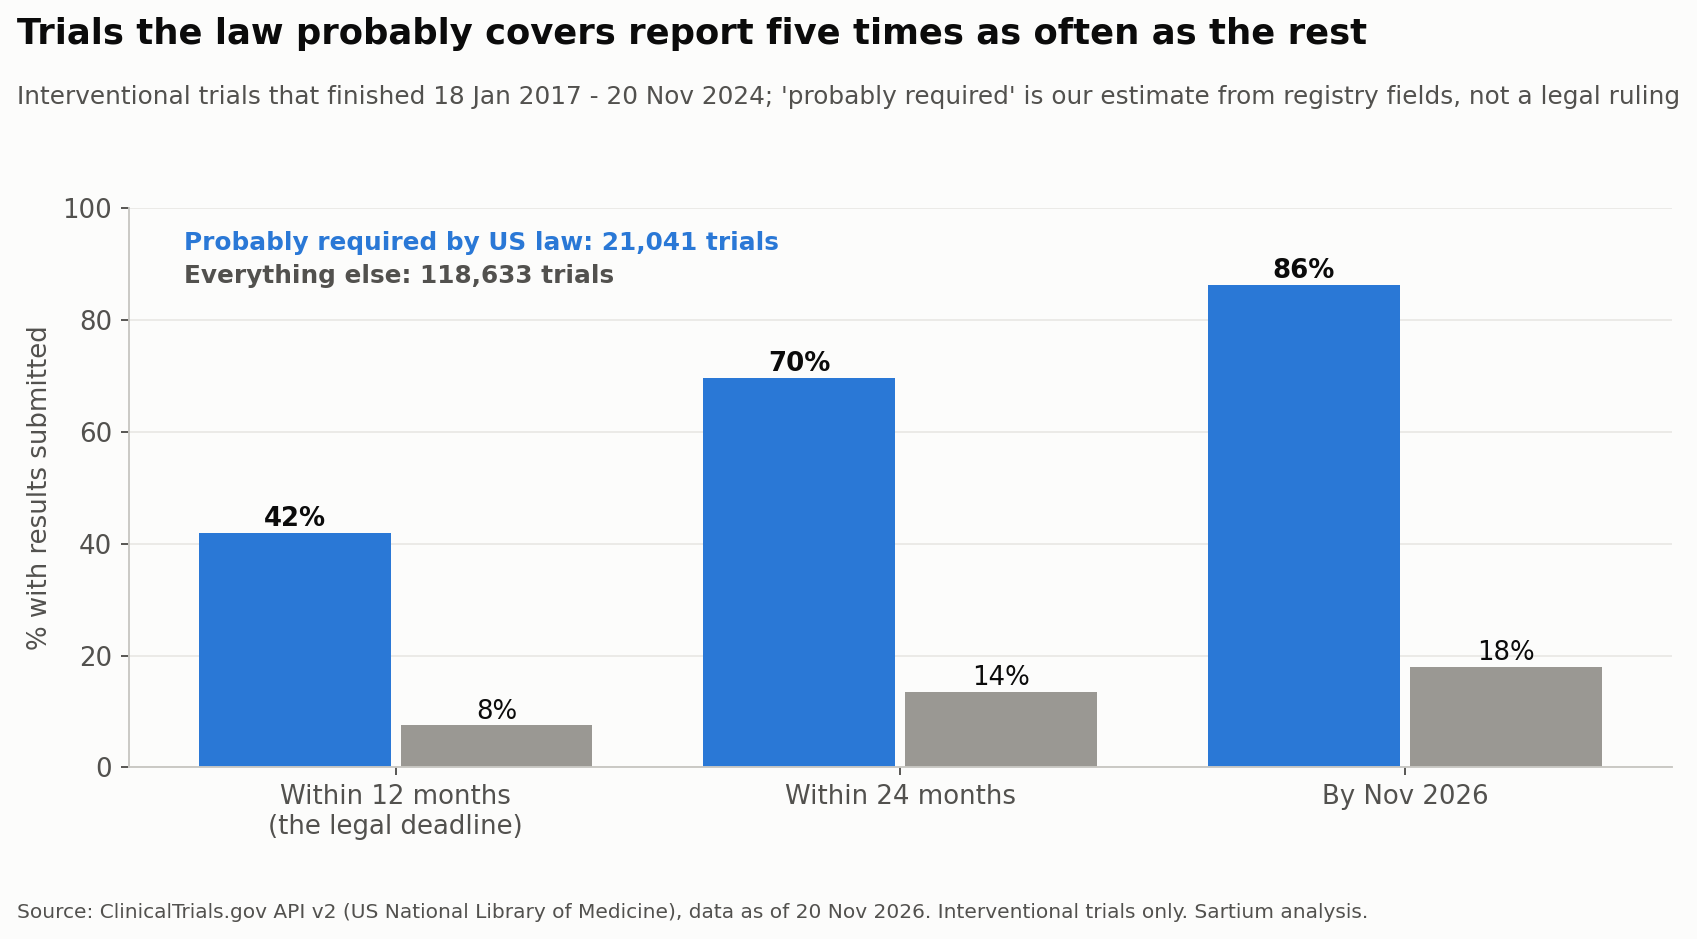 Trials the law probably covers report five times as often as the rest
Interventional trials that finished 18 Jan 2017 - 20 Nov 2024; 'probably required' is our estimate from registry fields, not a legal ruling
% with results submitted
100
80
60
40
20
0
Probably required by US law: 21,041 trials
Everything else: 118,633 trials
42%
8%
70%
14%
86%
18%
Within 12 months
(the legal deadline)
Within 24 months
By Nov 2026
Source: ClinicalTrials.gov API v2 (US National Library of Medicine), data as of 20 Nov 2026. Interventional trials only. Sartium analysis.